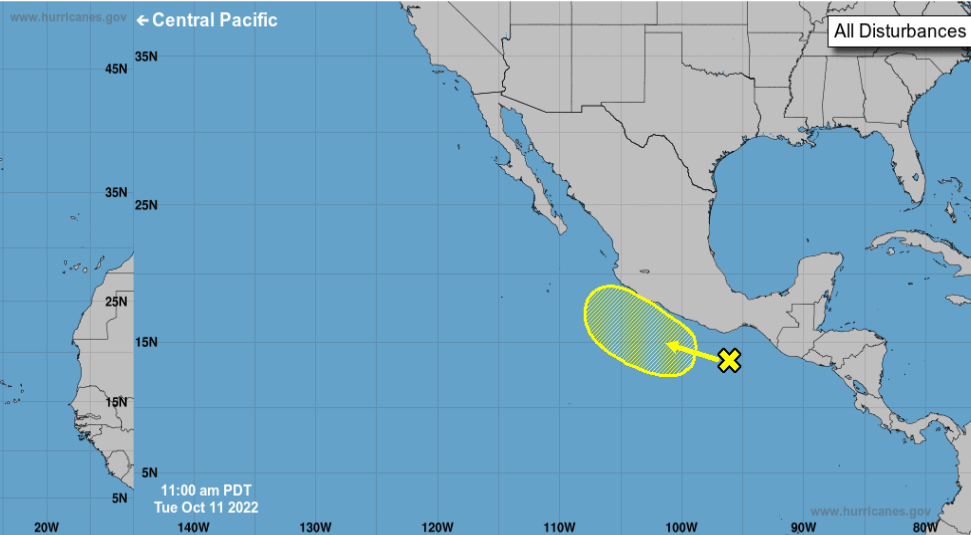 www.hurricanes.gov
← Central Pacific
All Disturbances
35N
45N
35N
25N
25N
15N
15N
5N
5N
11:00 am PDT
Tue Oct 11 2022
www.hurricanes.gov
20W
140W
130W
120W
110W
100W
90W
80W